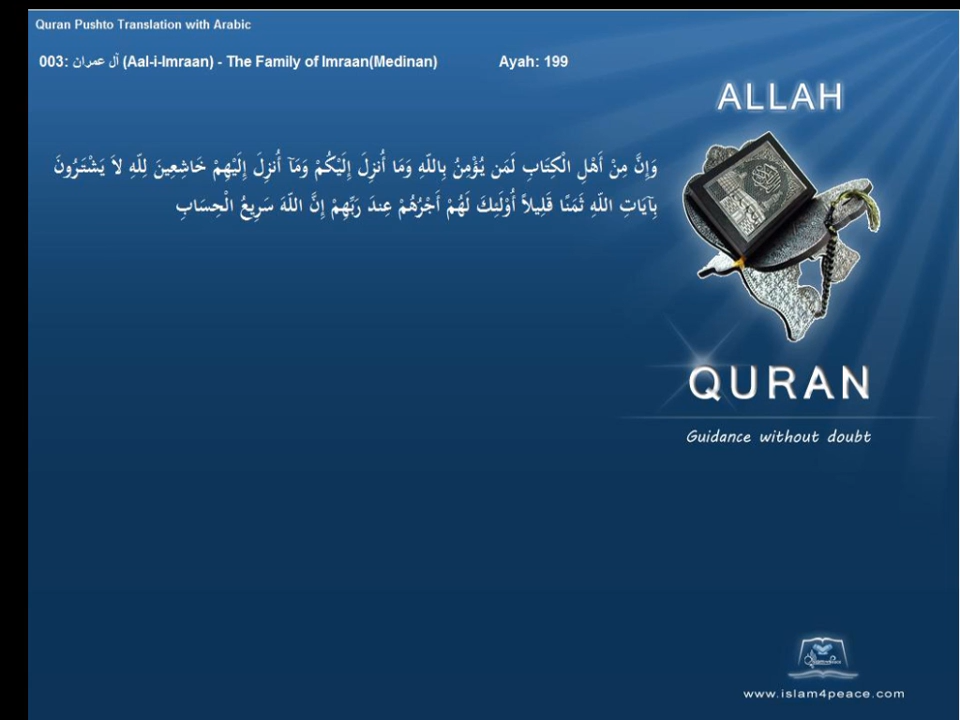 Quran Pushto Translation with Arabic
003: آل عمران (Aal-i-Imraan) - The Family of Imraan(Medinan) Ayah: 199
ALLAH
وَإِنَّ مِنْ أَهْلِ الْكِتَابِ لَمَن يُؤْمِنُ بِاللّهِ وَمَا أُنزِلَ إِلَيْكُمْ وَمَآ أُنزِلَ إِلَيْهِمْ خَاشِعِينَ لِلّهِ لاَ يَشْتَرُونَ
بِآيَاتِ اللّهِ ثَمَنًا قَلِيلاً أُوْلَئِكَ لَهُمْ أَجْرُهُمْ عِندَ رَبِّهِمْ إِنَّ اللّهَ سَرِيعُ الْحِسَابِ
QURAN
Guidance without doubt
www.islam4peace.com